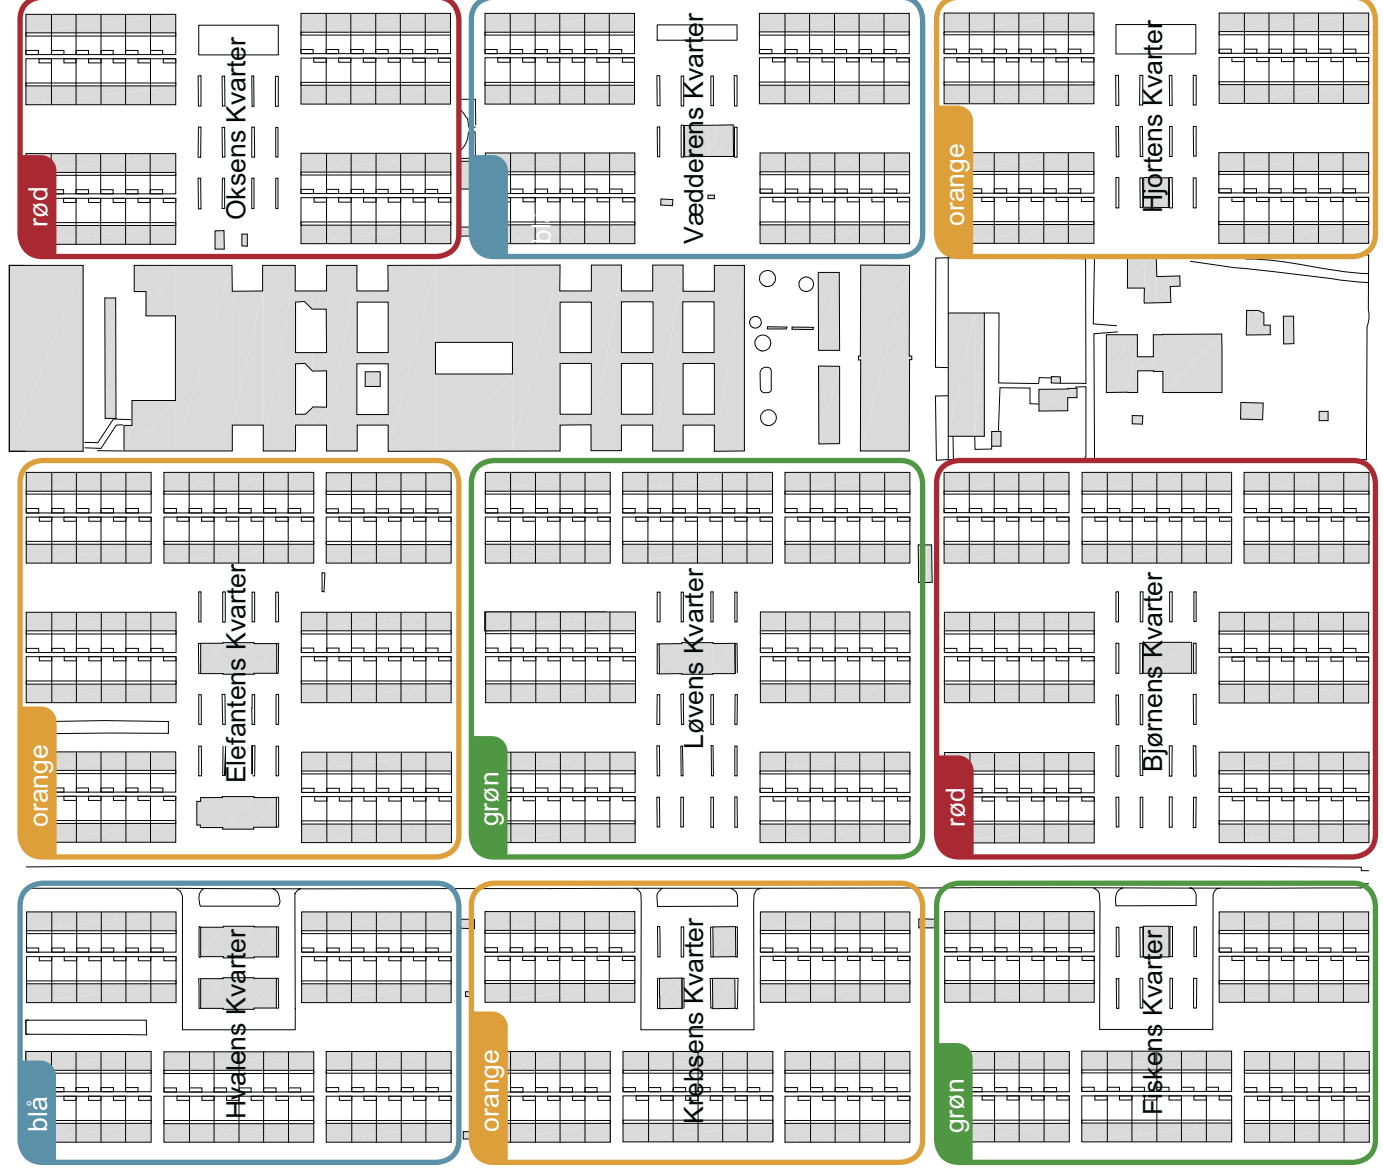 rød
Oksens Kvarter
blå
Vædderens Kvarter
orange
Hjortens Kvarter
orange
Elefantens Kvarter
grøn
Løvens Kvarter
rød
Bjørnens Kvarter
blå
Hvalens Kvarter
orange
Krebsens Kvarter
grøn
Fiskens Kvarter